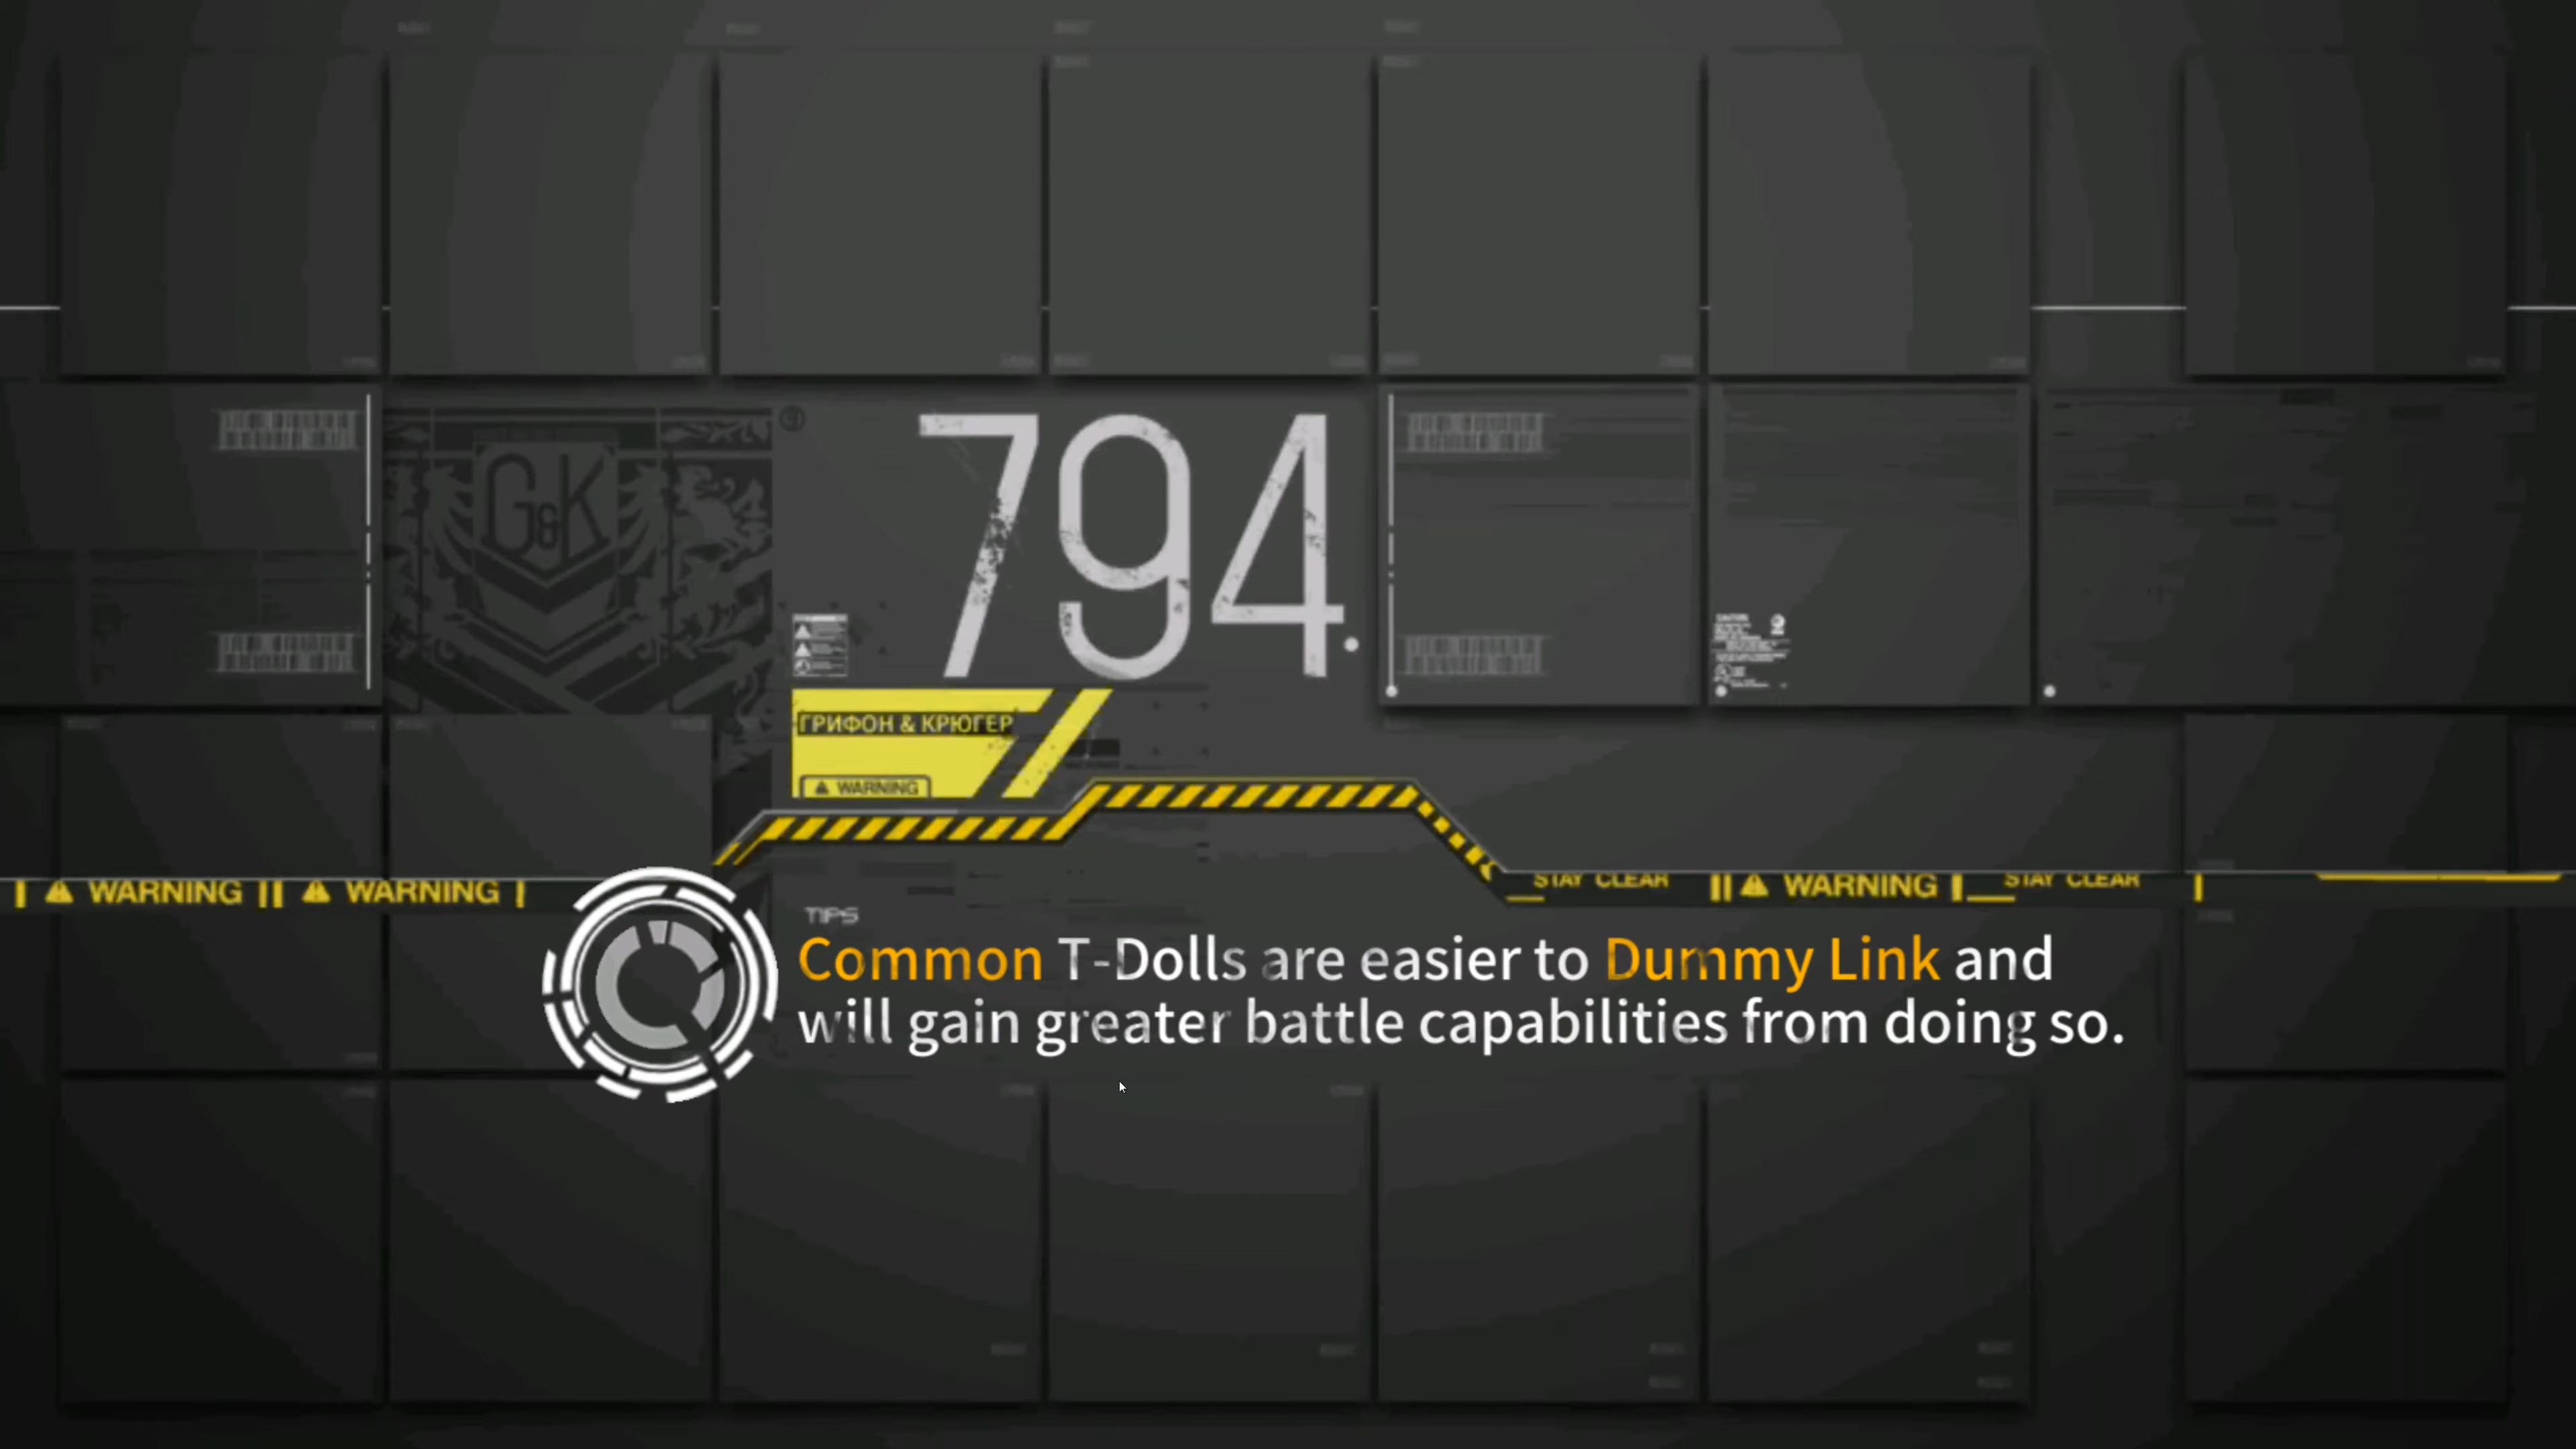 G&K
794.
ГРИФОН & КРЮГЕР
WARNING
WARNING
WARNING
STAY CLEAR
WARNING
STAY CLEAR
TIPS
Common T-Dolls are easier to Dummy Link and
will gain greater battle capabilities from doing so.